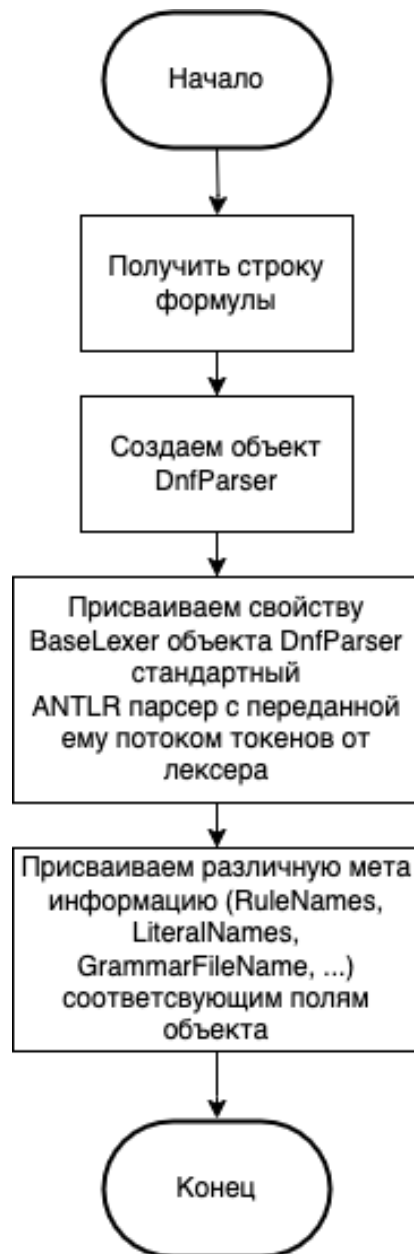 Начало
Получить строку
формулы
Создаем объект
DnfParser
Присваиваем свойству
BaseLexer объекта DnfParser
стандартный
ANTLR парсер с переданной
ему потоком токенов от
лексера
Присваиваем различную мета
информацию (RuleNames,
LiteralNames,
GrammarFileName, ...)
соответсвующим полям
объекта
Конец